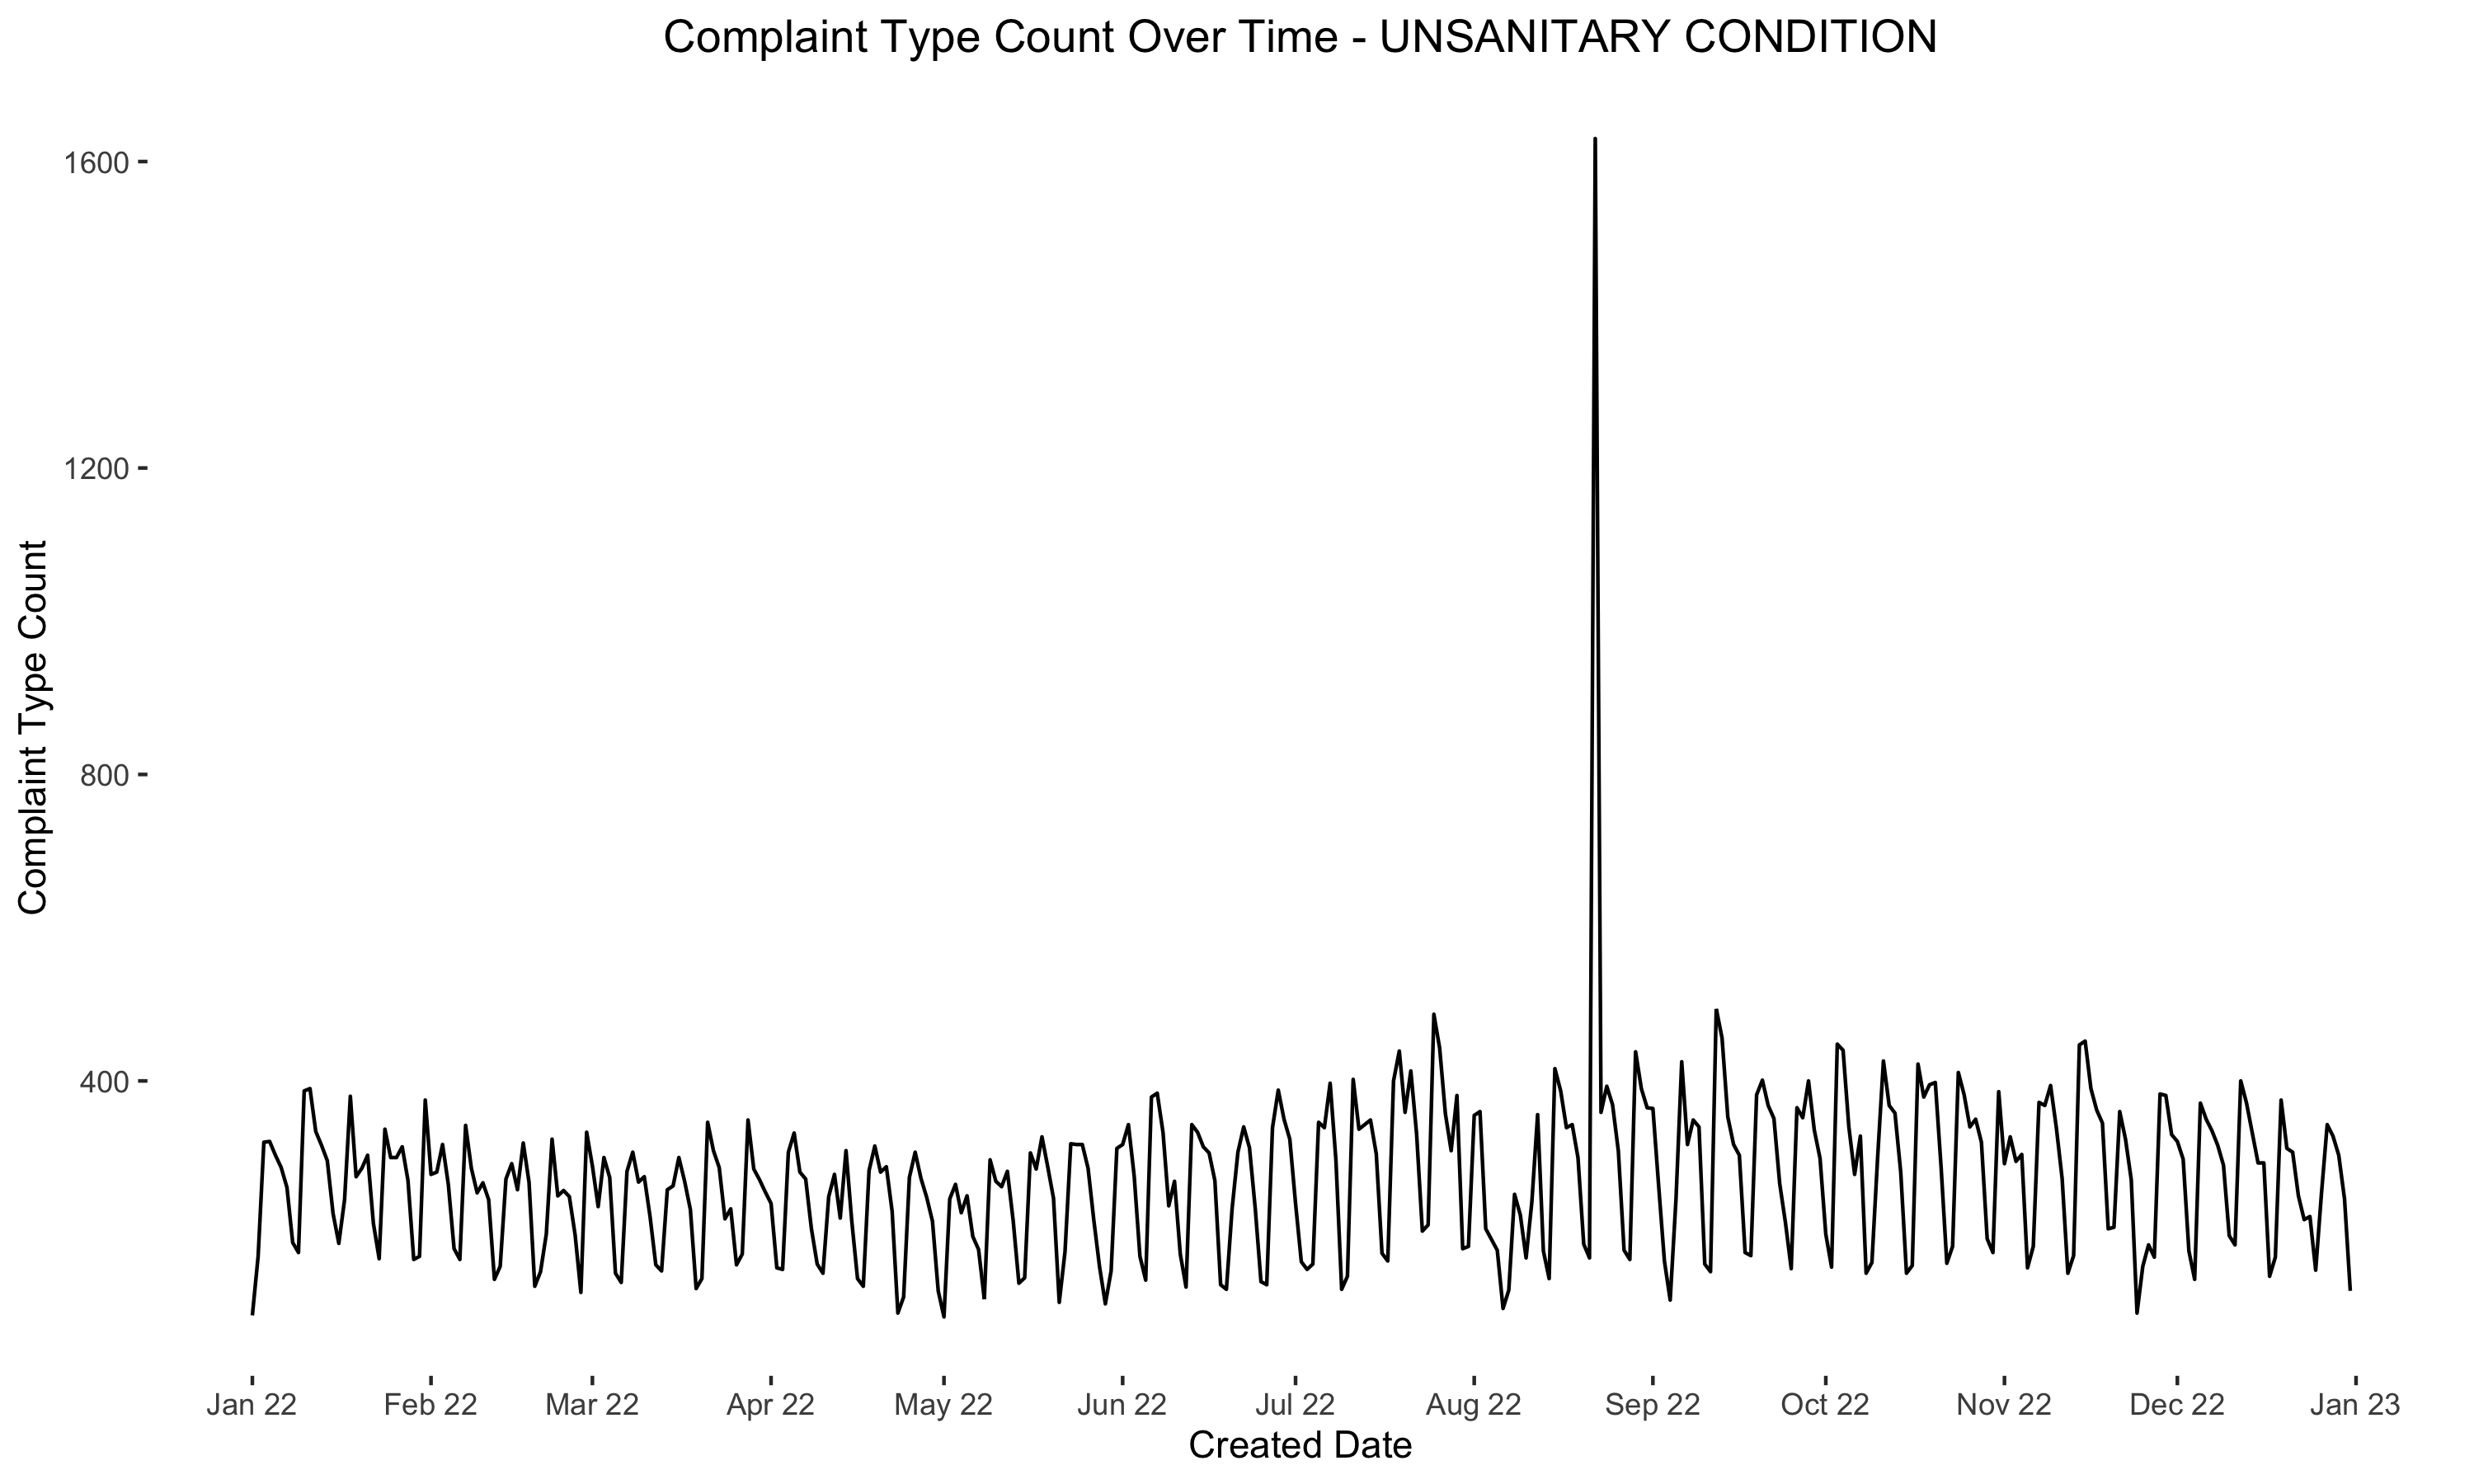 Complaint Type Count Over Time - UNSANITARY CONDITION
1600
1200
800
400
Complaint Type Count
Jan 22 Feb 22 Mar 22 Apr 22 May 22 Jun 22 Jul 22 Aug 22 Sep 22 Oct 22 Nov 22 Dec 22 Jan 23
Created Date